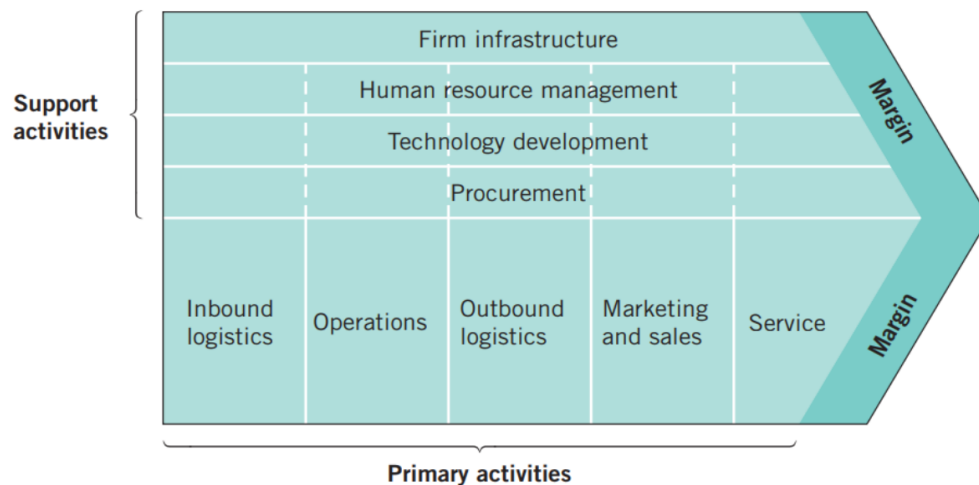 Firm infrastructure
Human resource management
Technology development
Procurement
Support
activities
Margin
Inbound
logistics
Operations
Outbound
logistics
Marketing
and sales
Service
Margin
Primary activities